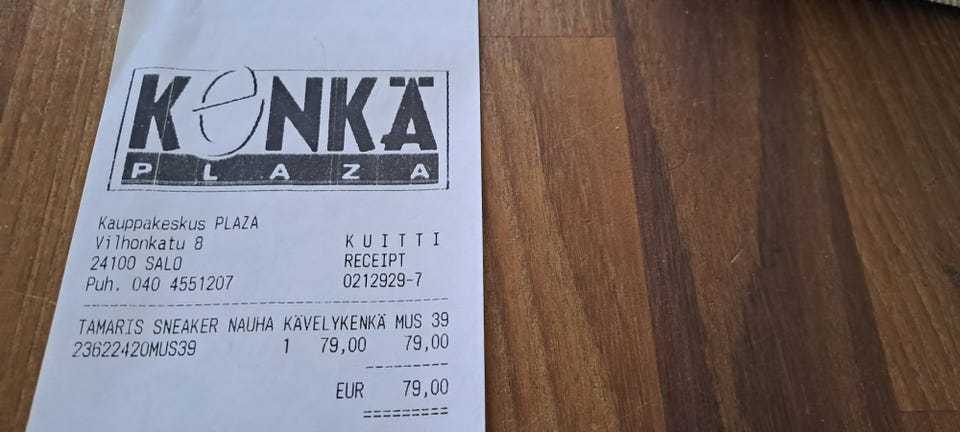 KeNKÄ
PLAZA
Kauppakeskus PLAZA
Vilhonkatu 8 KUITTI
24100 SALO RECEIPT
Puh. 040 4551207 0212929-7
TAMARIS SNEAKER NAUHA KÄVELYKENKÄ MUS 39
23622420MUS39 1 79,00 79,00
EUR 79,00